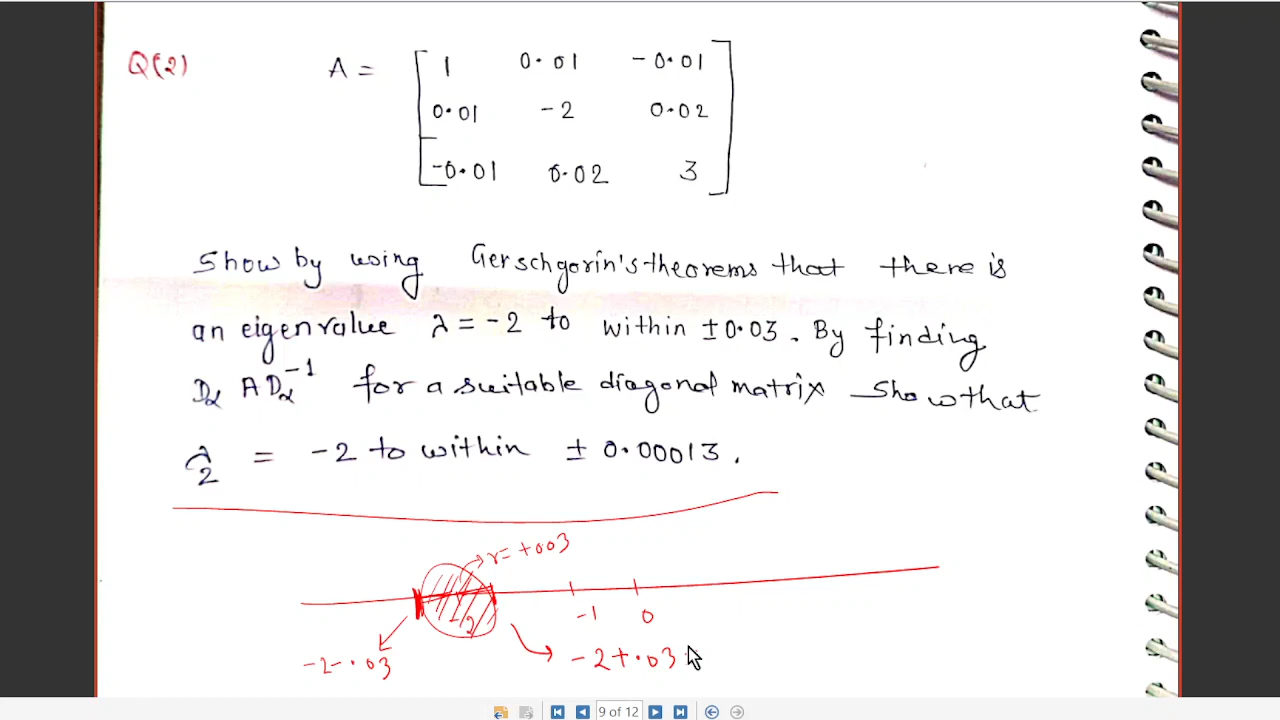 Q(2)
A =
1 0.01 -0.01
0.01 -2 0.02
-0.01 0.02 3
Show by using Gerschgorin's theorems that there is
an eigenvalue λ = -2 to within ±0.03. By finding
Dα A Dα⁻¹ for a suitable diagonal matrix show that
λ₂ = -2 to within ± 0.00013.
r = +003
-2 -1 0
-2-.03 -2+.03
9 of 12